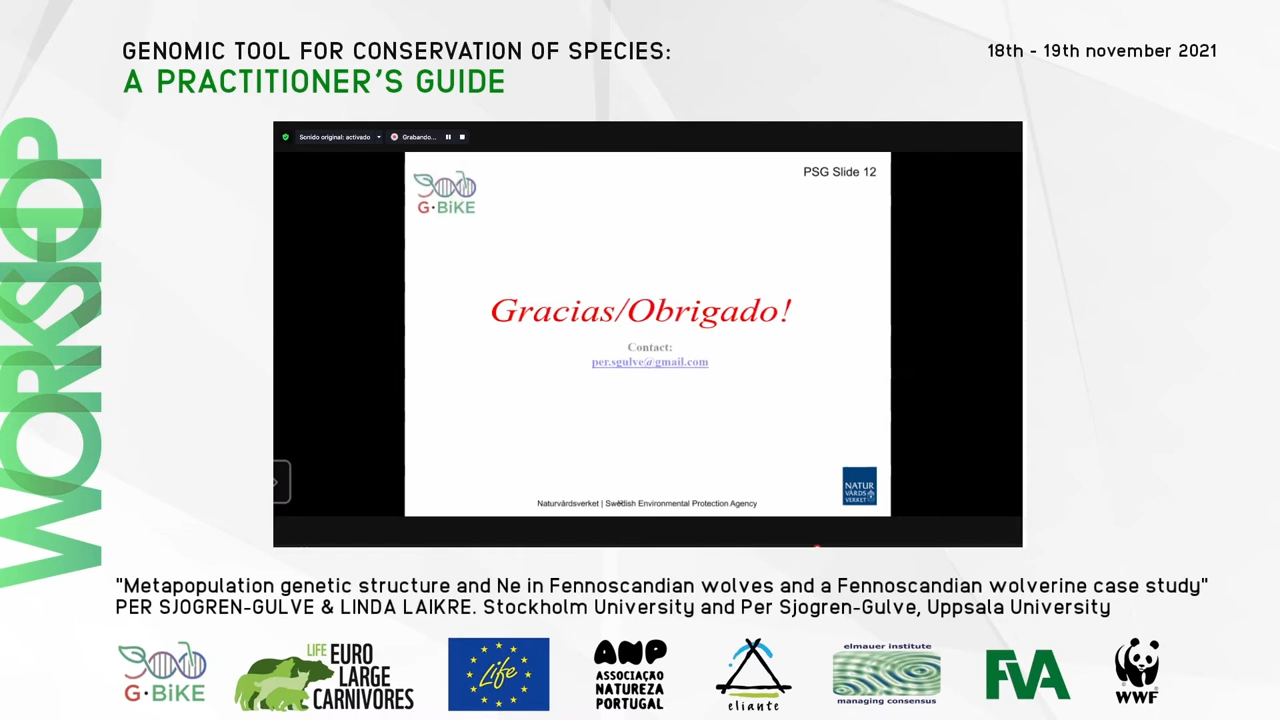 GENOMIC TOOL FOR CONSERVATION OF SPECIES:
A PRACTITIONER'S GUIDE
18th - 19th november 2021
WORKSHOP
Sonido original: activado
Grabando...
G·BiKE
PSG Slide 12
Gracias/Obrigado!
Contact:
per.sgulve@gmail.com
Naturvårdsverket | Swedish Environmental Protection Agency
NATUR
VÅRDS
VERKET
"Metapopulation genetic structure and Ne in Fennoscandian wolves and a Fennoscandian wolverine case study"
PER SJOGREN-GULVE & LINDA LAIKRE. Stockholm University and Per Sjogren-Gulve, Uppsala University
G·BiKE
LIFE EURO
LARGE
CARNIVORES
Life
ANP
ASSOCIAÇÃO
NATUREZA
PORTUGAL
eliante
elmauer institute
managing consensus
FVA
WWF